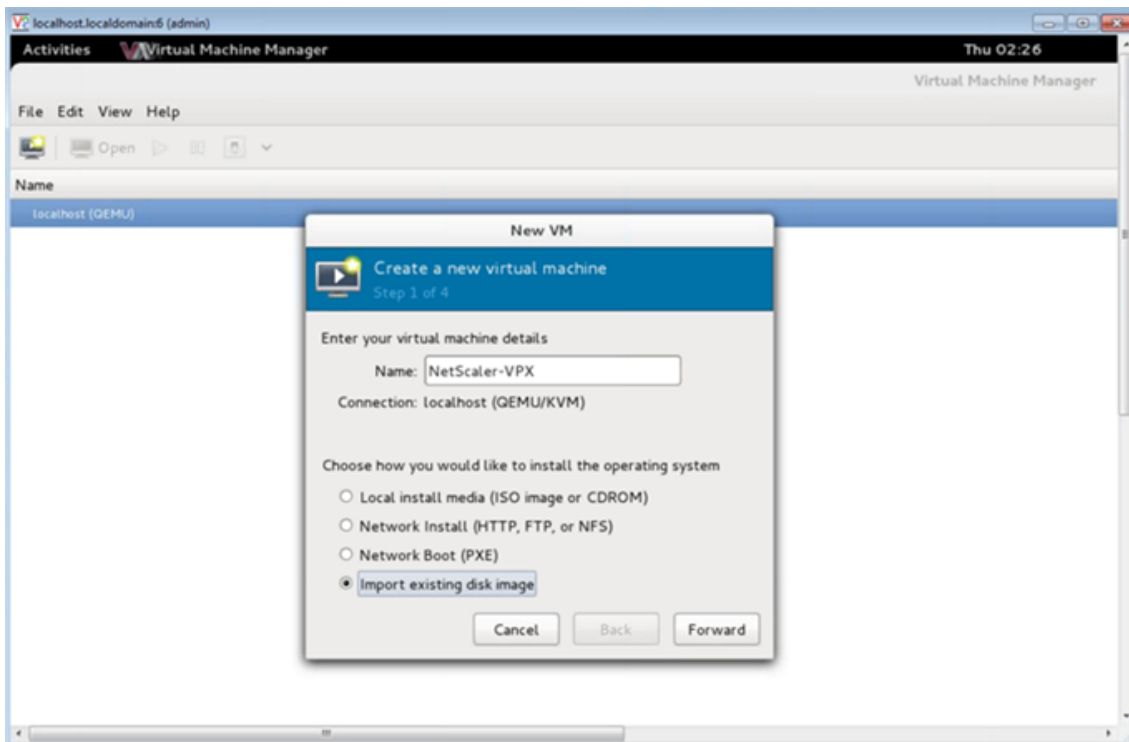 localhost.localdomain:6 (admin)
Activities Virtual Machine Manager Thu 02:26
Virtual Machine Manager
File Edit View Help
Open
Name
localhost (QEMU)
New VM
Create a new virtual machine
Step 1 of 4
Enter your virtual machine details
Name: NetScaler-VPX
Connection: localhost (QEMU/KVM)
Choose how you would like to install the operating system
Local install media (ISO image or CDROM)
Network Install (HTTP, FTP, or NFS)
Network Boot (PXE)
Import existing disk image
Cancel Back Forward